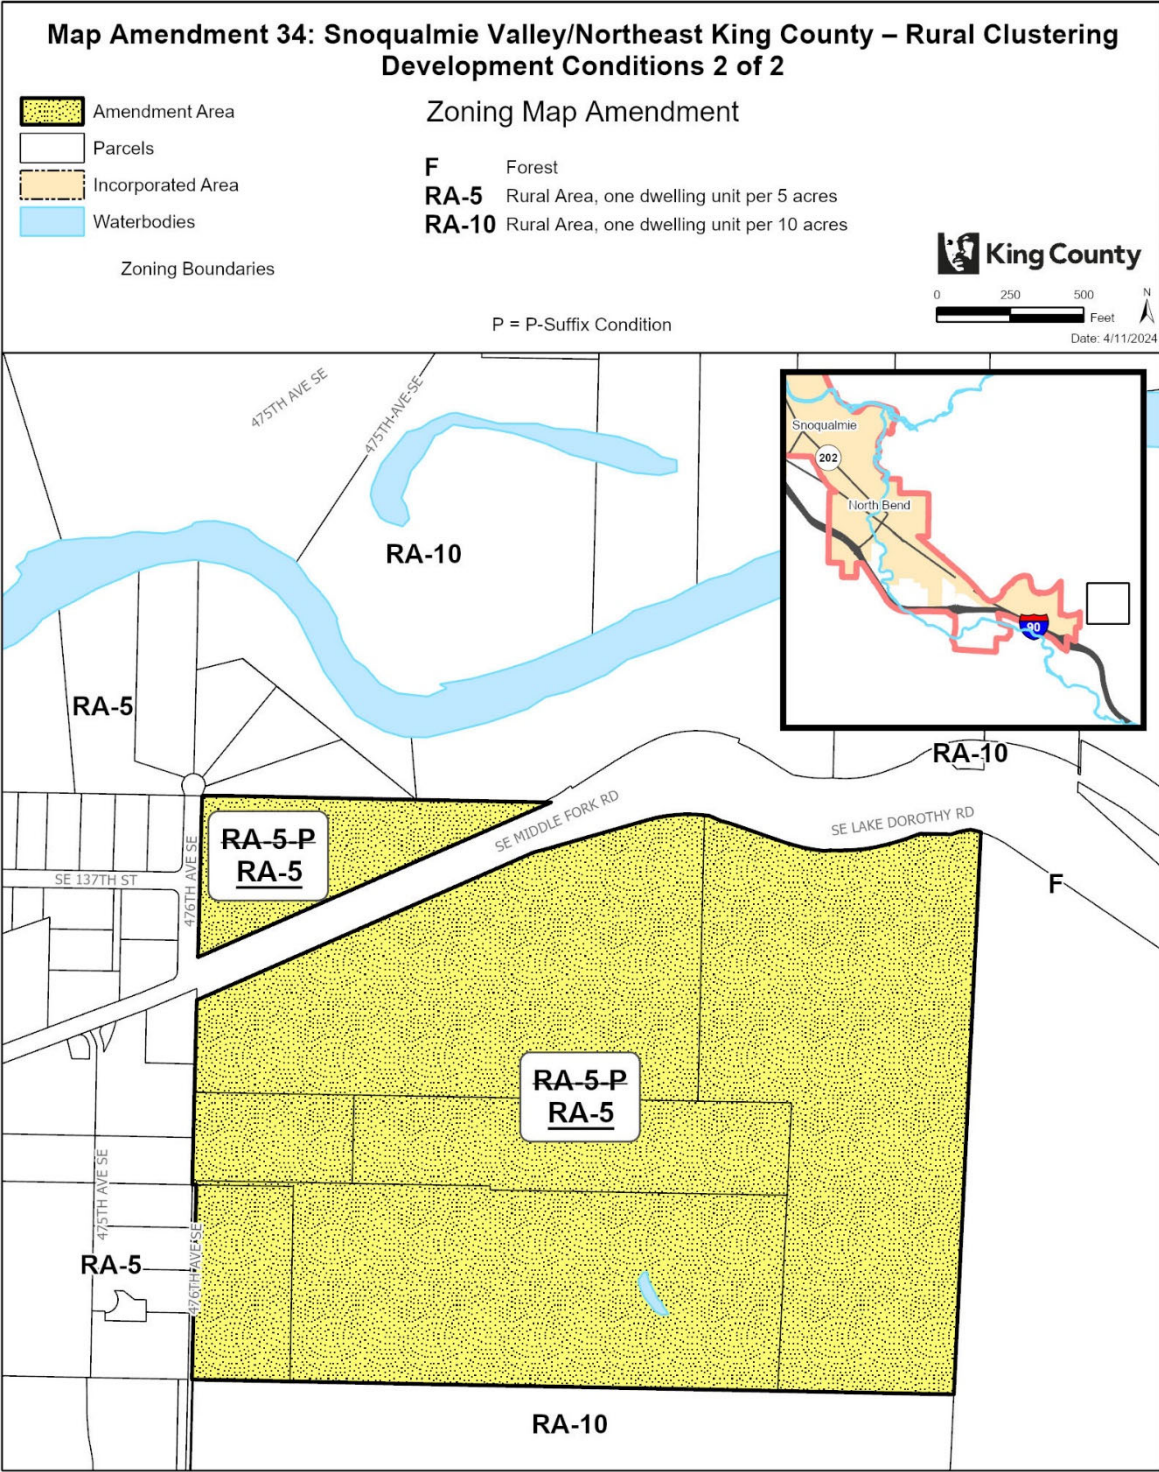 Map Amendment 34: Snoqualmie Valley/Northeast King County – Rural Clustering
Development Conditions 2 of 2
Zoning Map Amendment
Amendment Area
Parcels
Incorporated Area
Waterbodies
Zoning Boundaries
F Forest
RA-5 Rural Area, one dwelling unit per 5 acres
RA-10 Rural Area, one dwelling unit per 10 acres
P = P-Suffix Condition
King County
0 250 500
Feet
N
Date: 4/11/2024
475TH AVE SE
475TH AVE SE
Snoqualmie
202
North Bend
90
RA-10
RA-5
RA-10
SE MIDDLE FORK RD
SE LAKE DOROTHY RD
RA-5-P
RA-5
476TH AVE SE
SE 137TH ST
F
RA-5-P
RA-5
475TH AVE SE
476TH AVE SE
RA-5
RA-10